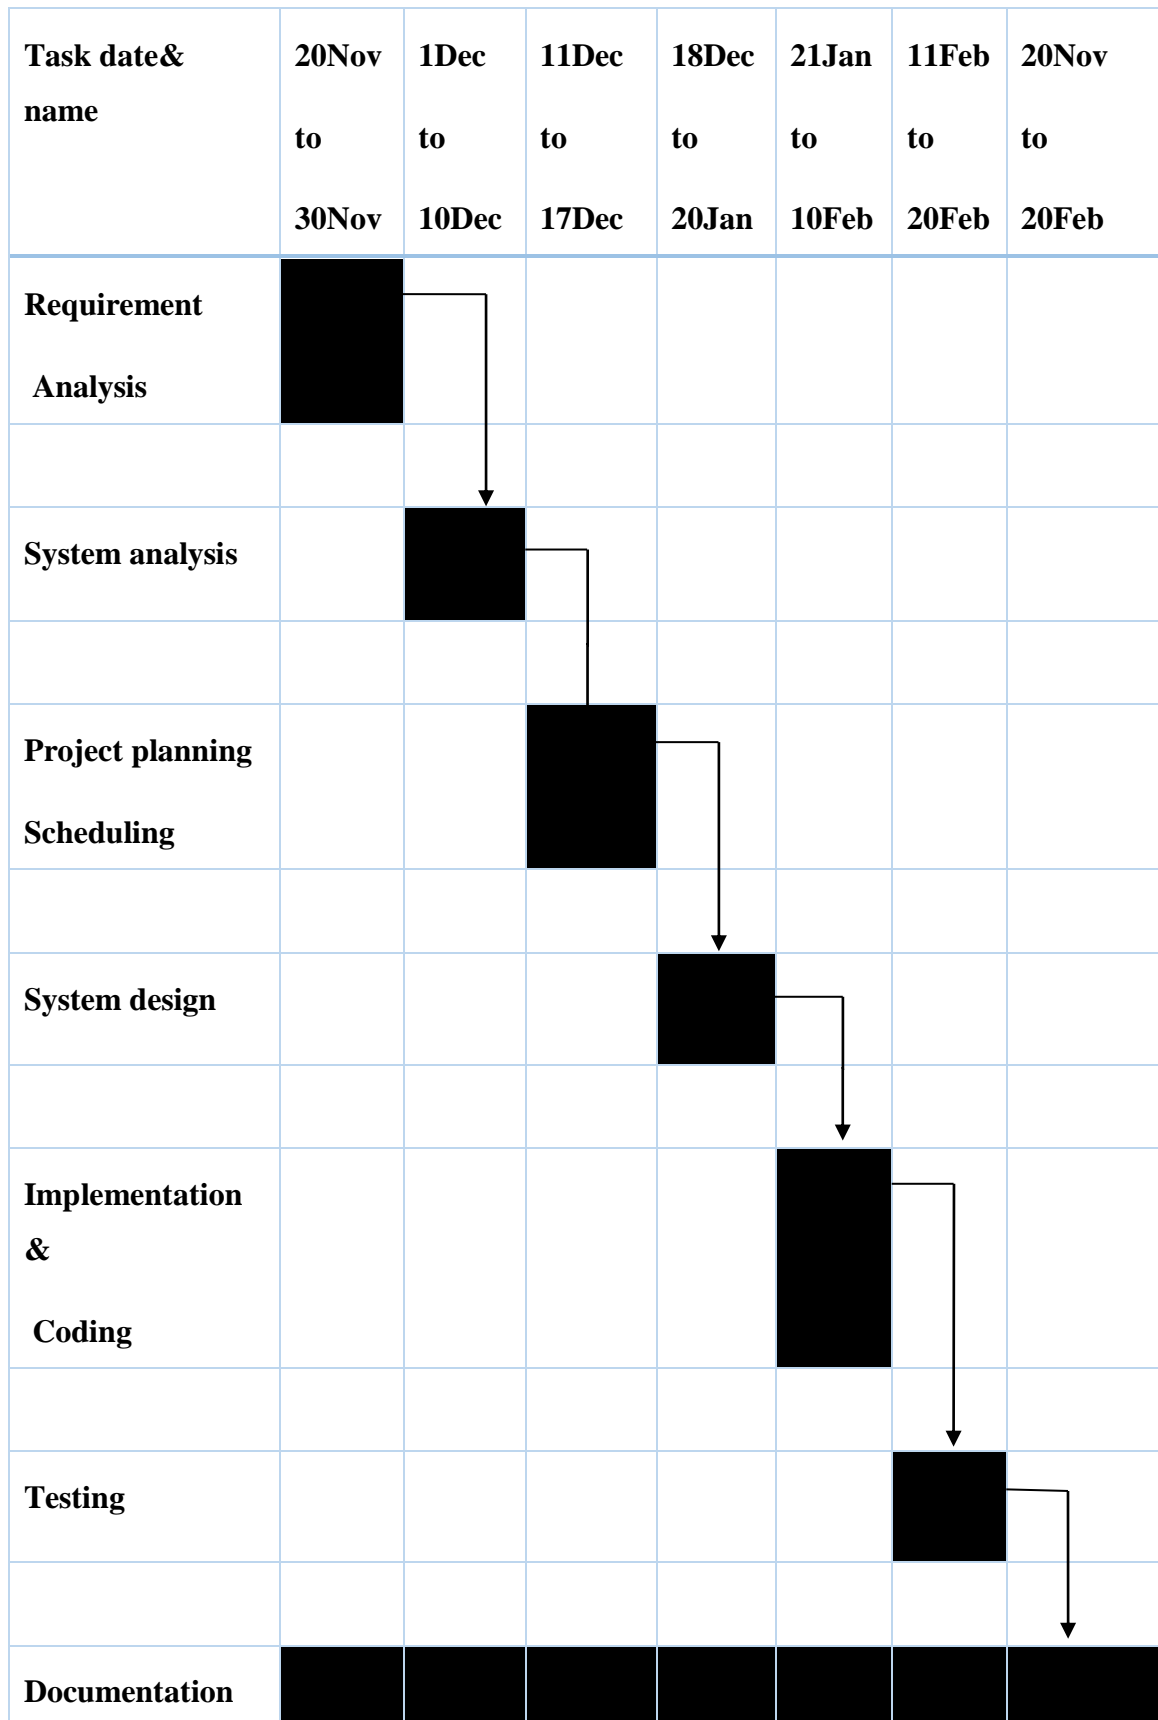 Task date&
name
20Nov
to
30Nov
1Dec
to
10Dec
11Dec
to
17Dec
18Dec
to
20Jan
21Jan
to
10Feb
11Feb
to
20Feb
20Nov
to
20Feb
Requirement
Analysis
System analysis
Project planning
Scheduling
System design
Implementation
&
Coding
Testing
Documentation